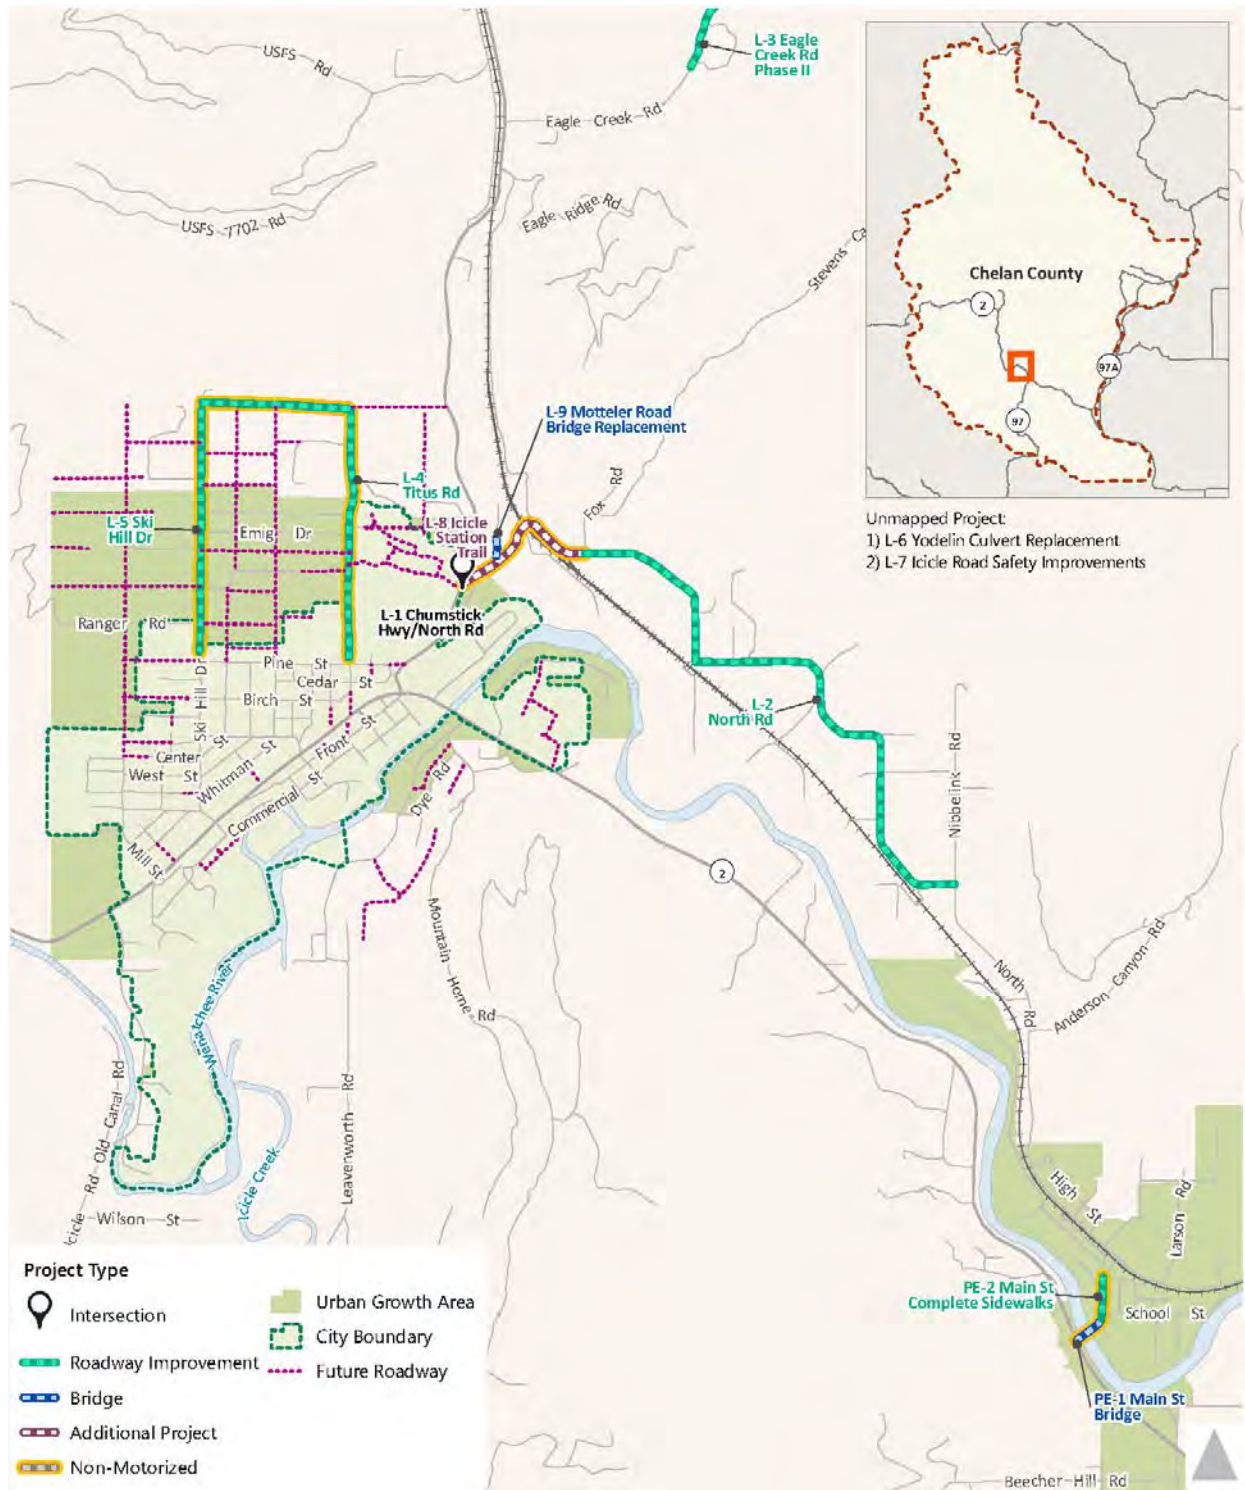 USFS Rd
L-3 Eagle
Creek Rd
Phase II
Eagle Creek Rd
USFS 7702 Rd
Eagle Ridge Rd
Chelan County
2
97A
97
L-9 Motteler Road
Bridge Replacement
Fox Rd
L-4
Titus Rd
L-5 Ski
Hill Dr
Emig Dr
L-8 Icicle
Station
Trail
Unmapped Project:
1) L-6 Yodelin Culvert Replacement
2) L-7 Icicle Road Safety Improvements
L-1 Chumstick
Hwy/North Rd
Ranger Rd
Pine St
Cedar St
Birch St
Ski Hill Dr
L-2
North Rd
Center St
West St
Whitman St
Front St
Commercial St
Dye Rd
Nibbelink Rd
Mill St
2
Mountain Home Rd
Wenatchee River
North Rd
Anderson Canyon Rd
Icicle Rd
Old Canal Rd
Leavenworth Rd
Icicle Creek
Wilson St
High St
Larson Rd
PE-2 Main St
Complete Sidewalks
School St
PE-1 Main St
Bridge
Beecher Hill Rd
Project Type
Intersection
Roadway Improvement
Bridge
Additional Project
Non-Motorized
Urban Growth Area
City Boundary
Future Roadway